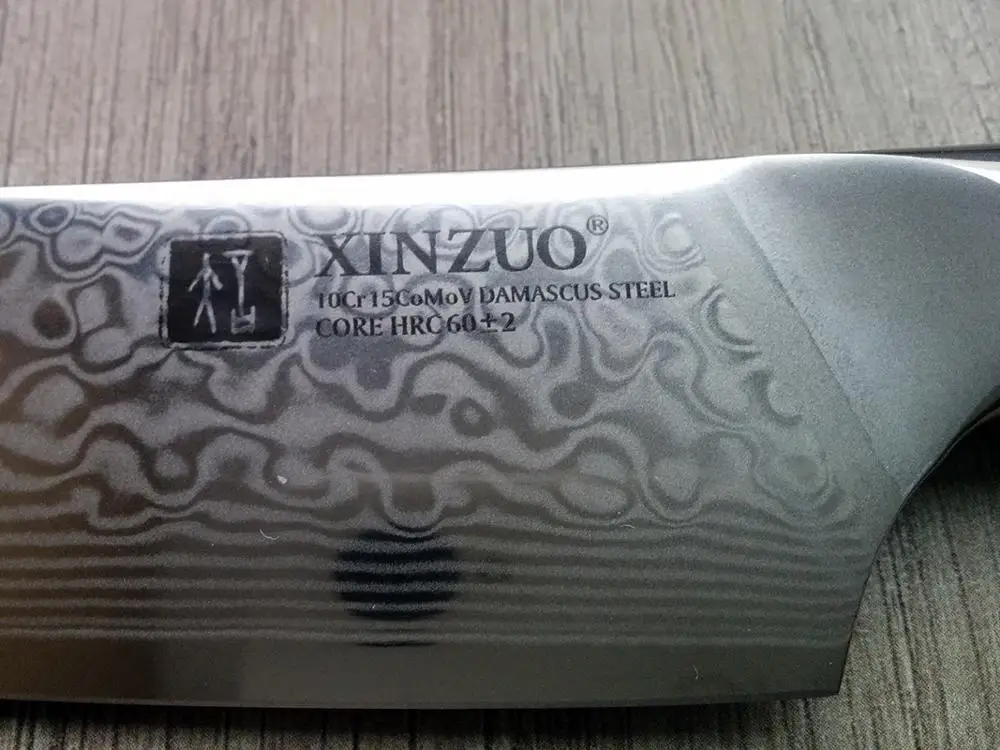 XINZUO®
10Cr15CoMoV DAMASCUS STEEL
CORE HRC 60±2